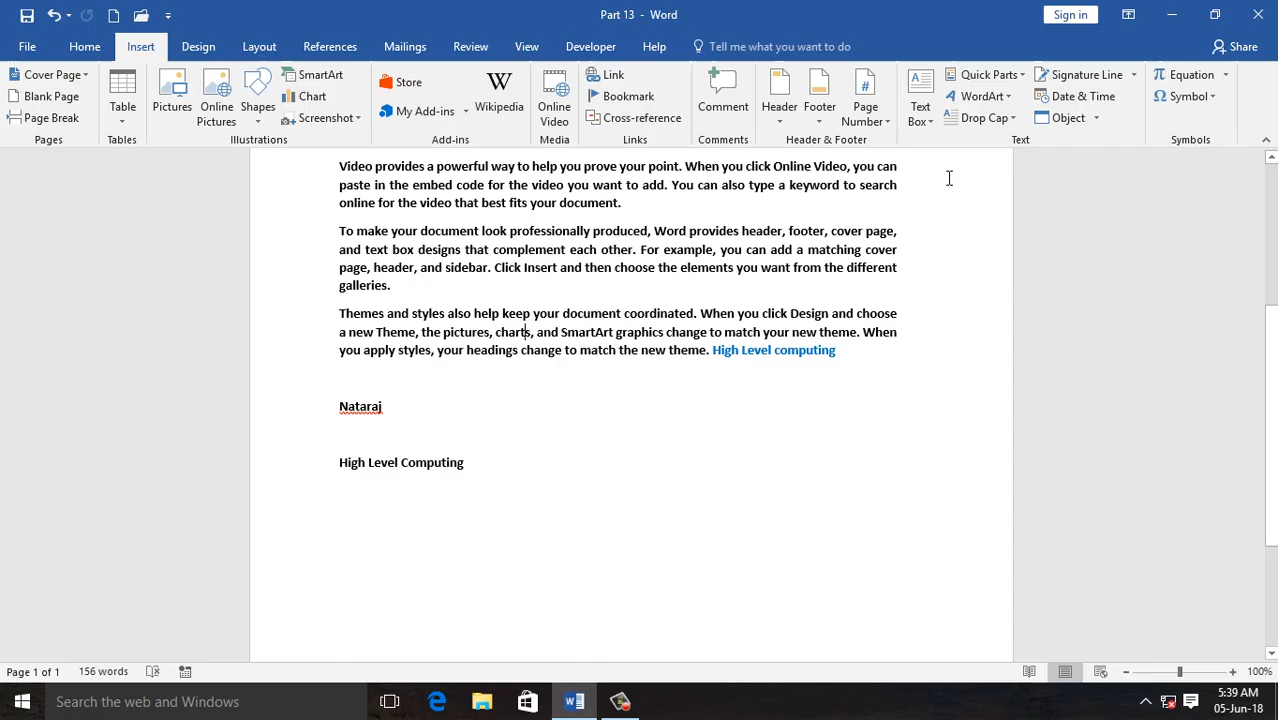 Part 13 - Word
Sign in
File Home Insert Design Layout References Mailings Review View Developer Help Tell me what you want to do Share
Cover Page
Blank Page
Page Break
Pages
Table
Tables
Pictures
Online Pictures
Shapes
SmartArt
Chart
Screenshot
Illustrations
Store
My Add-ins
Wikipedia
W
Add-ins
Online Video
Media
Link
Bookmark
Cross-reference
Links
Comment
Comments
Header
Footer
Page Number
#
Header & Footer
Text Box
A
Quick Parts
WordArt
Drop Cap
Signature Line
Date & Time
Object
Text
π Equation
Ω Symbol
Symbols
Video provides a powerful way to help you prove your point. When you click Online Video, you can
paste in the embed code for the video you want to add. You can also type a keyword to search
online for the video that best fits your document.
To make your document look professionally produced, Word provides header, footer, cover page,
and text box designs that complement each other. For example, you can add a matching cover
page, header, and sidebar. Click Insert and then choose the elements you want from the different
galleries.
Themes and styles also help keep your document coordinated. When you click Design and choose
a new Theme, the pictures, charts, and SmartArt graphics change to match your new theme. When
you apply styles, your headings change to match the new theme. High Level computing
Nataraj
High Level Computing
Page 1 of 1 156 words 100%
Search the web and Windows
5:39 AM
05-Jun-18